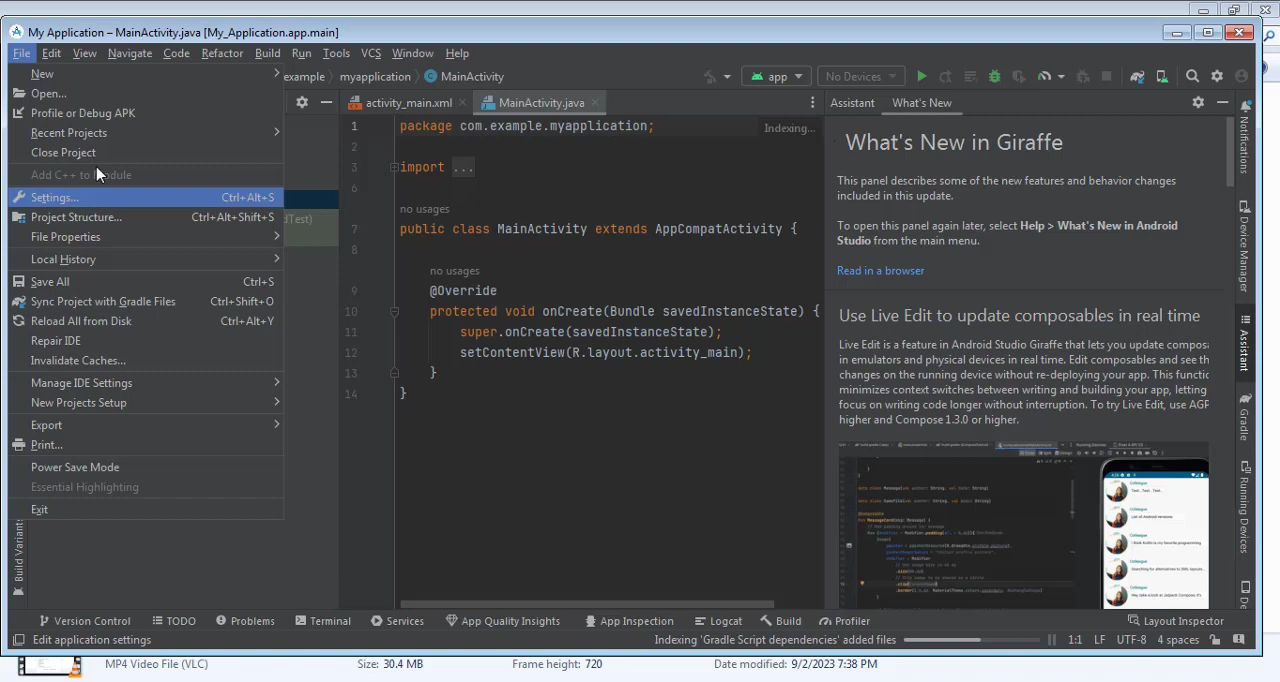 My Application – MainActivity.java [My_Application.app.main]
File Edit View Navigate Code Refactor Build Run Tools VCS Window Help
example myapplication MainActivity app No Devices
New
Open...
Profile or Debug APK
Recent Projects
Close Project
Add C++ to Module
Settings... Ctrl+Alt+S
Project Structure... Ctrl+Alt+Shift+S
File Properties
Local History
Save All Ctrl+S
Sync Project with Gradle Files Ctrl+Shift+O
Reload All from Disk Ctrl+Alt+Y
Repair IDE
Invalidate Caches...
Manage IDE Settings
New Projects Setup
Export
Print...
Power Save Mode
Essential Highlighting
Exit
dTest)
Build Variant
activity_main.xml MainActivity.java
1 package com.example.myapplication; Indexing...
2
3 import ...
6
no usages
7 public class MainActivity extends AppCompatActivity {
8
no usages
9 @Override
10 protected void onCreate(Bundle savedInstanceState) {
11 super.onCreate(savedInstanceState);
12 setContentView(R.layout.activity_main);
13 }
14 }
Assistant What's New
What's New in Giraffe
This panel describes some of the new features and behavior changes
included in this update.
To open this panel again later, select Help > What's New in Android
Studio from the main menu.
Read in a browser
Use Live Edit to update composables in real time
Live Edit is a feature in Android Studio Giraffe that lets you update compos
in emulators and physical devices in real time. Edit composables and see th
changes on the running device without re-deploying your app. This function
minimizes context switches between writing and building your app, letting
focus on writing code longer without interruption. To try Live Edit, use AGP
higher and Compose 1.3.0 or higher.
Notifications
Device Manager
Assistant
Gradle
Running Devices
De
Version Control TODO Problems Terminal Services App Quality Insights App Inspection Logcat Build Profiler Layout Inspector
Edit application settings Indexing 'Gradle Script dependencies' added files 1:1 LF UTF-8 4 spaces
MP4 Video File (VLC) Size: 30.4 MB Frame height: 720 Date modified: 9/2/2023 7:38 PM